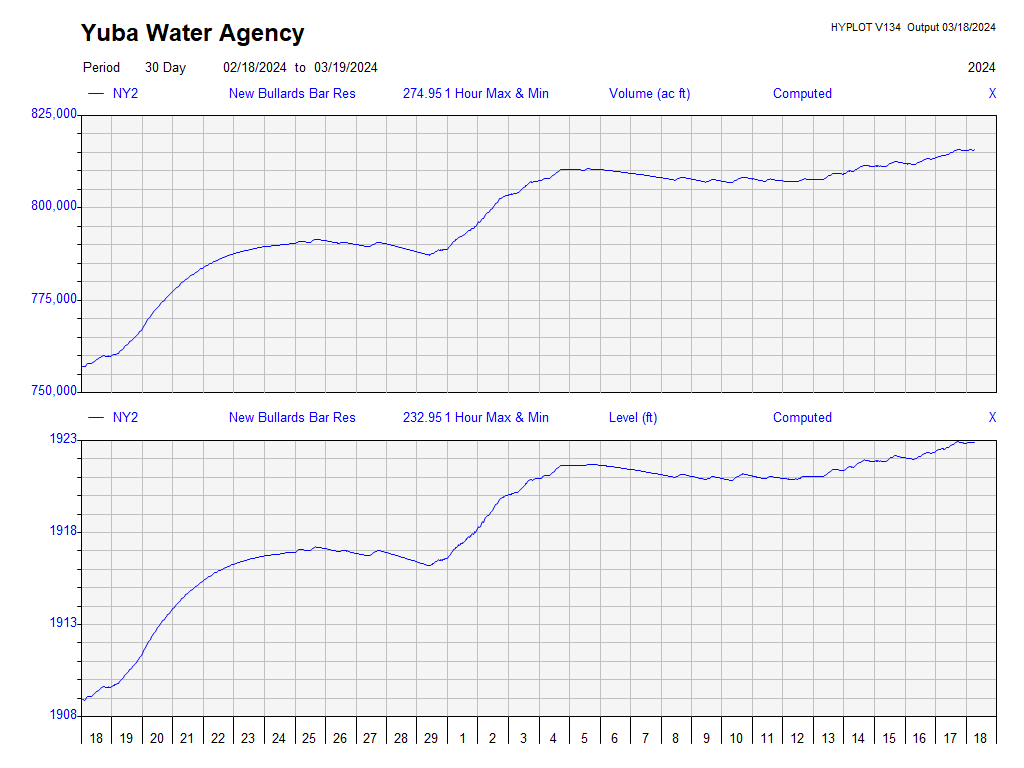 Yuba Water Agency
HYPLOT V134 Output 03/18/2024
Period 30 Day 02/18/2024 to 03/19/2024 2024
NY2 New Bullards Bar Res 274.95 1 Hour Max & Min Volume (ac ft) Computed X
825,000
800,000
775,000
750,000
NY2 New Bullards Bar Res 232.95 1 Hour Max & Min Level (ft) Computed X
1923
1918
1913
1908
18 19 20 21 22 23 24 25 26 27 28 29 1 2 3 4 5 6 7 8 9 10 11 12 13 14 15 16 17 18